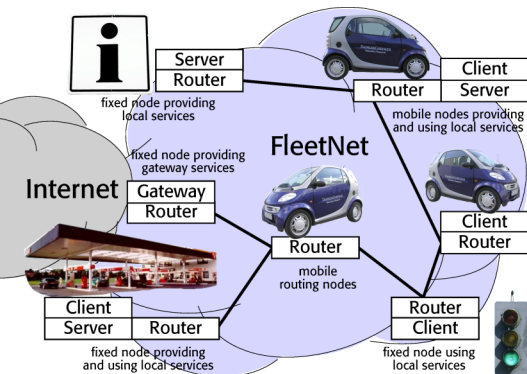 i
Server
Router
fixed node providing
local services
Client
Router
Server
mobile nodes providing
and using local services
FleetNet
fixed node providing
gateway services
Internet
Gateway
Router
Client
Router
Router
mobile
routing nodes
Client
Server
Router
fixed node providing
and using local services
Router
Client
fixed node using
local services